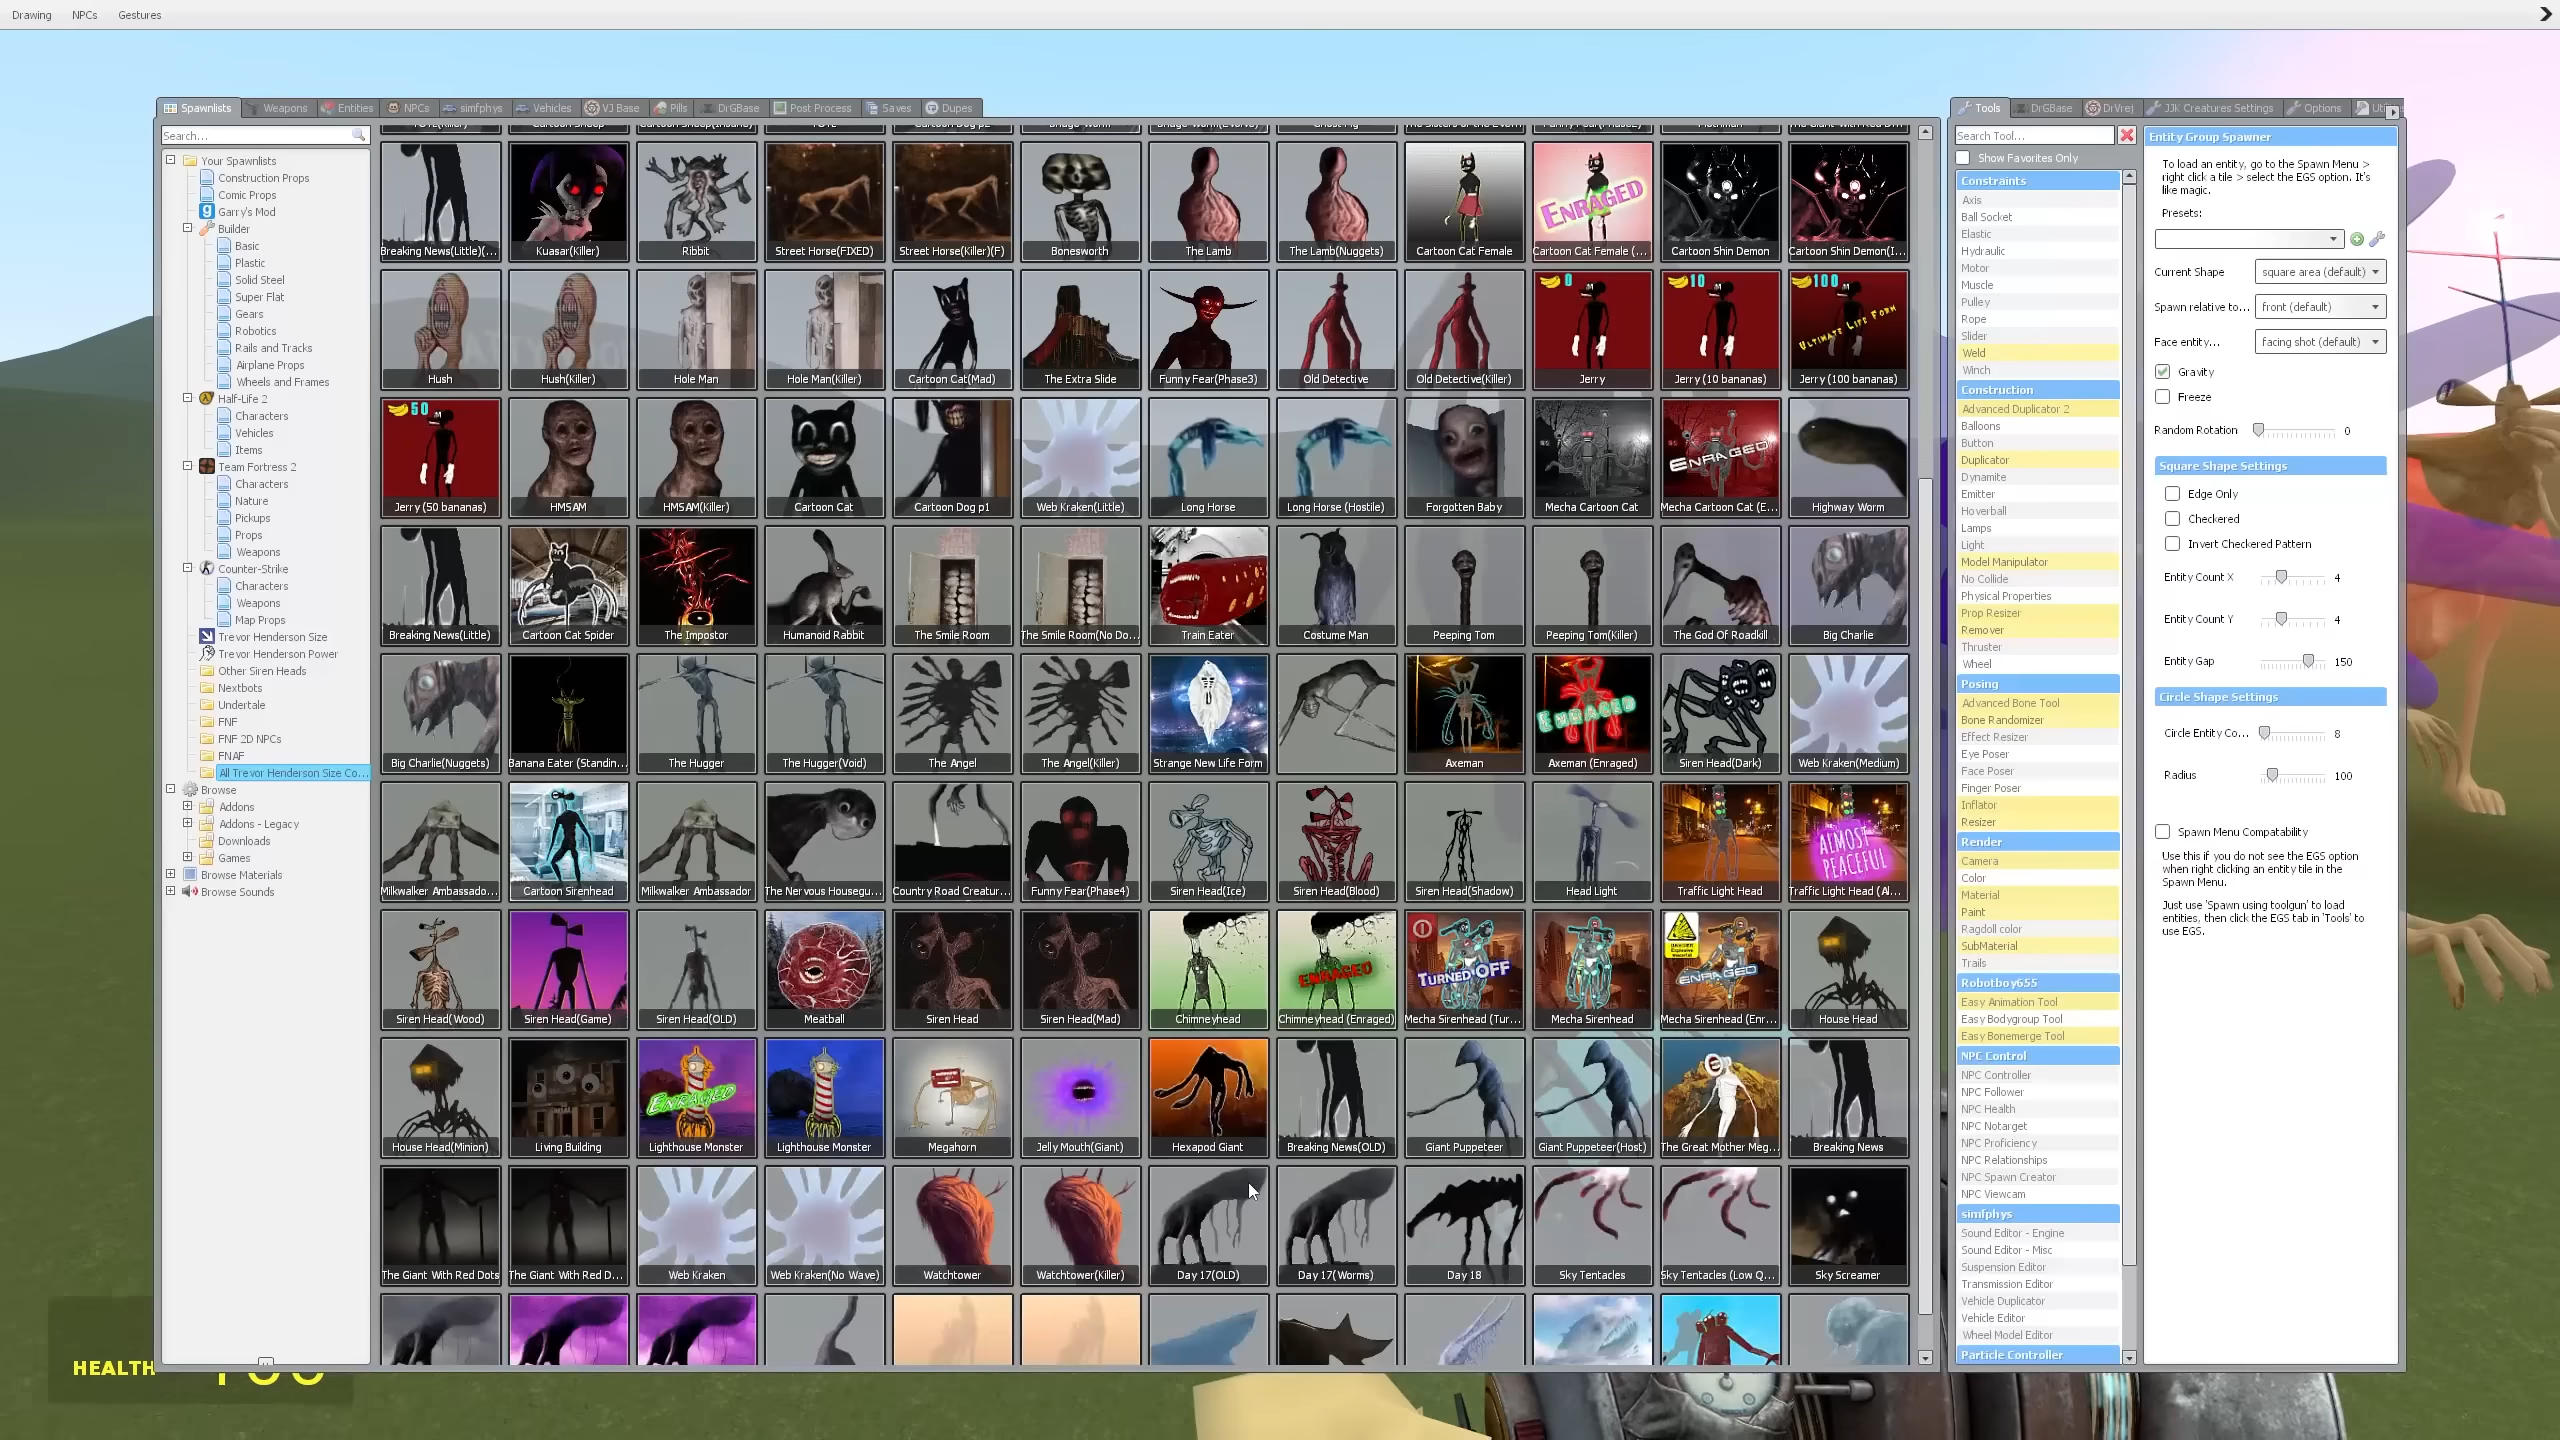 Drawing NPCs Gestures
Spawnlists Weapons Entities NPCs simfphys Vehicles VJ Base Pills DrGBase Post Process Saves Dupes
Search...
Your Spawnlists
Construction Props
Comic Props
Garry's Mod
Builder
Basic
Plastic
Solid Steel
Super Flat
Gears
Robotics
Rails and Tracks
Airplane Props
Wheels and Frames
Half-Life 2
Characters
Vehicles
Items
Team Fortress 2
Characters
Nature
Pickups
Props
Weapons
Counter-Strike
Characters
Weapons
Map Props
Trevor Henderson Size
Trevor Henderson Power
Other Siren Heads
Nextbots
Undertale
FNF
FNF 2D NPCs
FNAF
All Trevor Henderson Size Co...
Browse
Addons
Addons - Legacy
Downloads
Games
Browse Materials
Browse Sounds
ENRAGED
Breaking News(Little)(... Kuasar(Killer) Ribbit Street Horse(FIXED) Street Horse(Killer)(F) Bonesworth The Lamb The Lamb(Nuggets) Cartoon Cat Female Cartoon Cat Female (... Cartoon Shin Demon Cartoon Shin Demon(I...
0 10 100
ULTIMATE LIFE FORM
Hush Hush(Killer) Hole Man Hole Man(Killer) Cartoon Cat(Mad) The Extra Slide Funny Fear(Phase3) Old Detective Old Detective(Killer) Jerry Jerry (10 bananas) Jerry (100 bananas)
50
ENRAGED
Jerry (50 bananas) HMSAM HMSAM(Killer) Cartoon Cat Cartoon Dog p1 Web Kraken(Little) Long Horse Long Horse (Hostile) Forgotten Baby Mecha Cartoon Cat Mecha Cartoon Cat (E... Highway Worm
Breaking News(Little) Cartoon Cat Spider The Impostor Humanoid Rabbit The Smile Room The Smile Room(No Do... Train Eater Costume Man Peeping Tom Peeping Tom(Killer) The God Of Roadkill Big Charlie
ENRAGED
Big Charlie(Nuggets) Banana Eater (Standin... The Hugger The Hugger(Void) The Angel The Angel(Killer) Strange New Life Form Axeman Axeman (Enraged) Siren Head(Dark) Web Kraken(Medium)
ALMOST
PEACEFUL
Milkwalker Ambassado... Cartoon Sirenhead Milkwalker Ambassador The Nervous Housegu... Country Road Creatur... Funny Fear(Phase4) Siren Head(Ice) Siren Head(Blood) Siren Head(Shadow) Head Light Traffic Light Head Traffic Light Head (Al...
ENRAGED TURNED OFF ENRAGED
Siren Head(Wood) Siren Head(Game) Siren Head(OLD) Meatball Siren Head Siren Head(Mad) Chimneyhead Chimneyhead (Enraged) Mecha Sirenhead (Tur... Mecha Sirenhead Mecha Sirenhead (Enr... House Head
ENRAGED
House Head(Minion) Living Building Lighthouse Monster Lighthouse Monster Megahorn Jelly Mouth(Giant) Hexapod Giant Breaking News(OLD) Giant Puppeteer Giant Puppeteer(Host) The Great Mother Meg... Breaking News
The Giant With Red Dots The Giant With Red D... Web Kraken Web Kraken(No Wave) Watchtower Watchtower(Killer) Day 17(OLD) Day 17(Worms) Day 18 Sky Tentacles Sky Tentacles (Low Q... Sky Screamer
Tools DrGBase DrVrej JJK Creatures Settings Options
Search Tool...
Show Favorites Only
Constraints
Axis
Ball Socket
Elastic
Hydraulic
Motor
Muscle
Pulley
Rope
Slider
Weld
Winch
Construction
Advanced Duplicator 2
Balloons
Button
Duplicator
Dynamite
Emitter
Hoverball
Lamps
Light
Model Manipulator
No Collide
Physical Properties
Prop Resizer
Remover
Thruster
Wheel
Posing
Advanced Bone Tool
Bone Randomizer
Effect Resizer
Eye Poser
Face Poser
Finger Poser
Inflator
Resizer
Render
Camera
Color
Material
Paint
Ragdoll color
SubMaterial
Trails
Robotboy655
Easy Animation Tool
Easy Bodygroup Tool
Easy Bonemerge Tool
NPC Control
NPC Controller
NPC Follower
NPC Health
NPC Notarget
NPC Proficiency
NPC Relationships
NPC Spawn Creator
NPC Viewcam
simfphys
Sound Editor - Engine
Sound Editor - Misc
Suspension Editor
Transmission Editor
Vehicle Duplicator
Vehicle Editor
Wheel Model Editor
Particle Controller
Entity Group Spawner
To load an entity, go to the Spawn Menu >
right click a tile > select the EGS option. It's
like magic.
Presets:
Current Shape square area (default)
Spawn relative to... front (default)
Face entity... facing shot (default)
Gravity
Freeze
Random Rotation 0
Square Shape Settings
Edge Only
Checkered
Invert Checkered Pattern
Entity Count X 4
Entity Count Y 4
Entity Gap 150
Circle Shape Settings
Circle Entity Co... 8
Radius 100
Spawn Menu Compatability
Use this if you do not see the EGS option
when right clicking an entity tile in the
Spawn Menu.
Just use 'Spawn using toolgun' to load
entities, then click the EGS tab in 'Tools' to
use EGS.
HEALTH